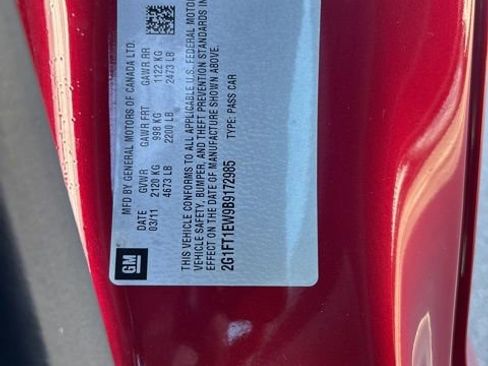 GM
MFD BY GENERAL MOTORS OF CANADA LTD.
DATE GVWR GAWR FRT GAWR RR
03/11 2120 KG 998 KG 1122 KG
4673 LB 2200 LB 2473 LB
THIS VEHICLE CONFORMS TO ALL APPLICABLE U.S. FEDERAL MOTOR
VEHICLE SAFETY, BUMPER, AND THEFT PREVENTION STANDARDS IN
EFFECT ON THE DATE OF MANUFACTURE SHOWN ABOVE.
2G1FT1EW9B9172985 TYPE: PASS CAR